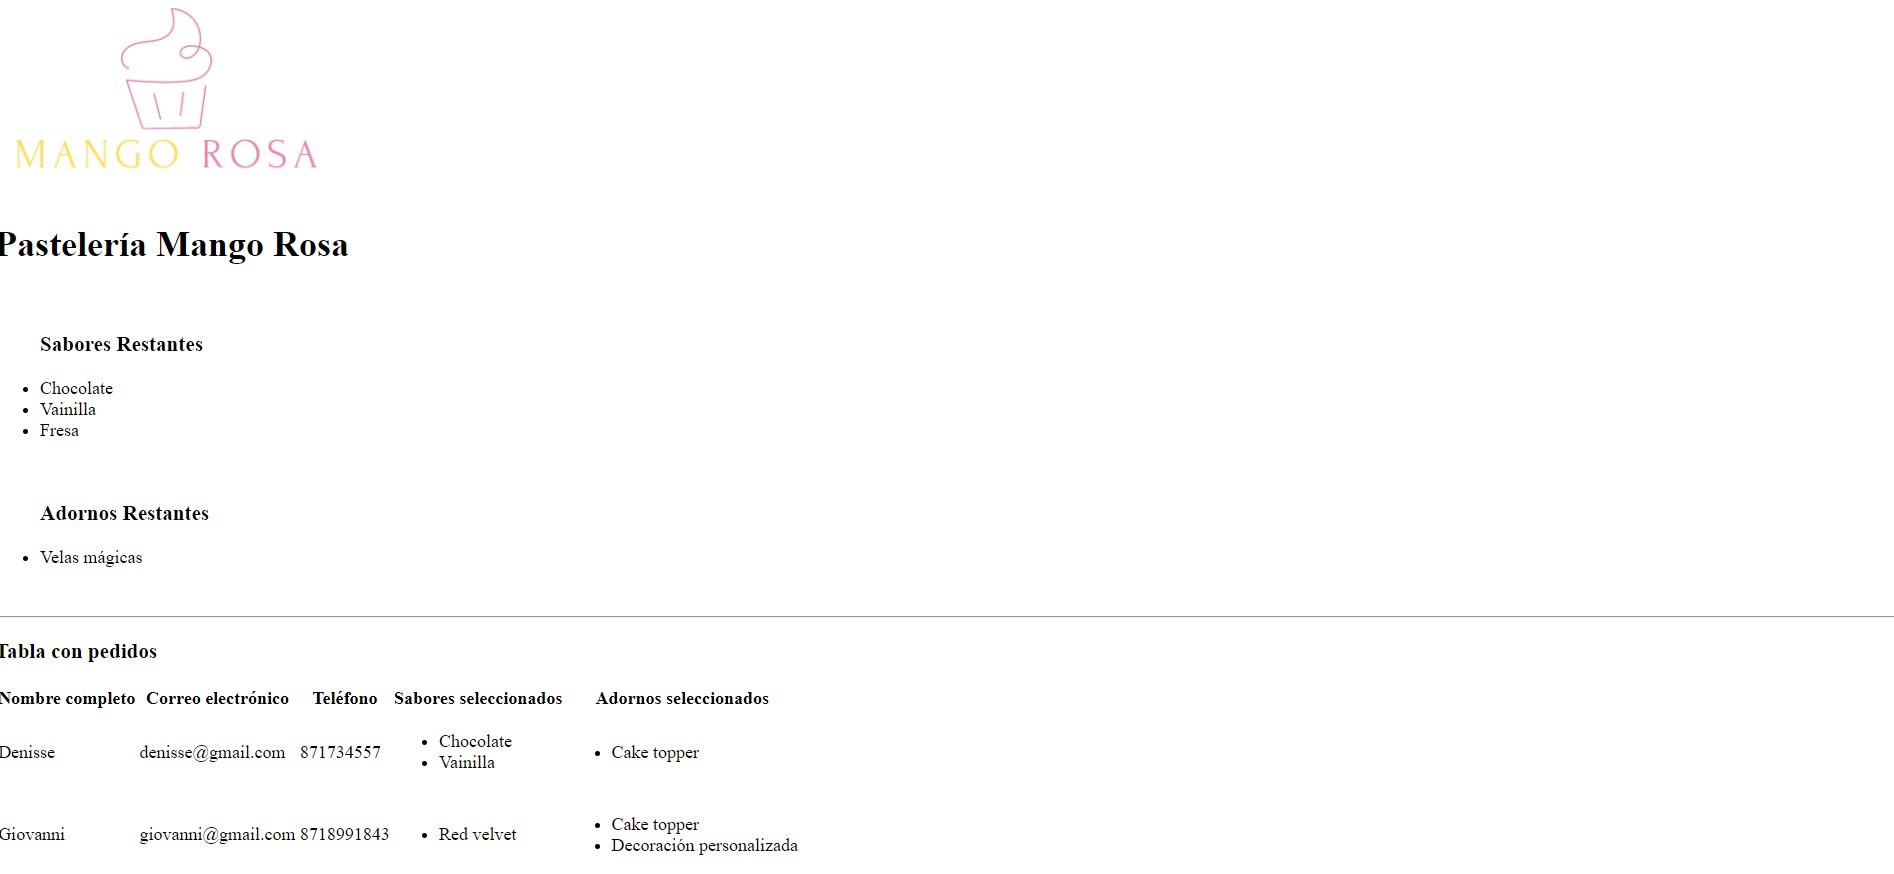 MANGO ROSA
Pastelería Mango Rosa
Sabores Restantes
Chocolate
Vainilla
Fresa
Adornos Restantes
Velas mágicas
Tabla con pedidos
Nombre completo Correo electrónico Teléfono Sabores seleccionados Adornos seleccionados
Denisse denisse@gmail.com 871734557 Chocolate Cake topper
Vainilla
Giovanni giovanni@gmail.com 8718991843 Red velvet Cake topper
Decoración personalizada